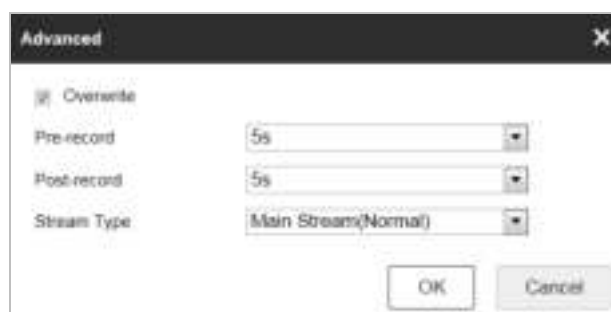 Advanced
Overwrite
Pre-record 5s
Post-record 5s
Stream Type Main Stream(Normal)
OK Cancel